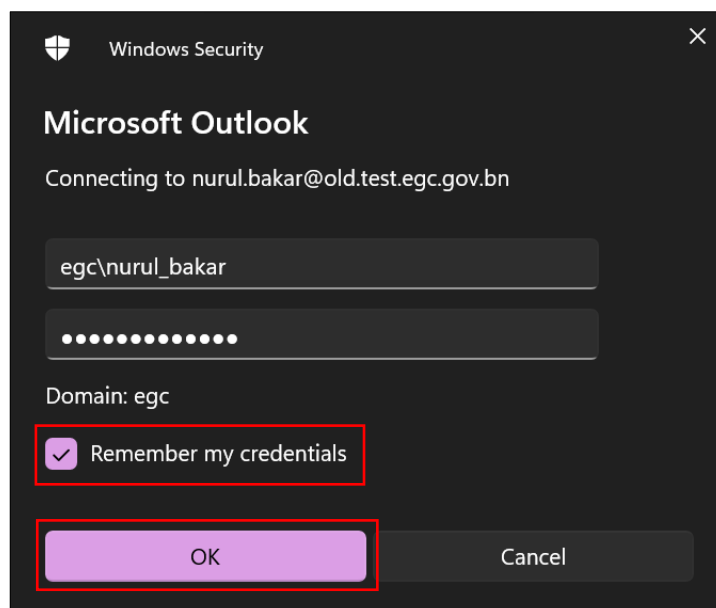 Windows Security
Microsoft Outlook
Connecting to nurul.bakar@old.test.egc.gov.bn
egc\nurul_bakar
●●●●●●●●●●●●●
Domain: egc
Remember my credentials
OK
Cancel